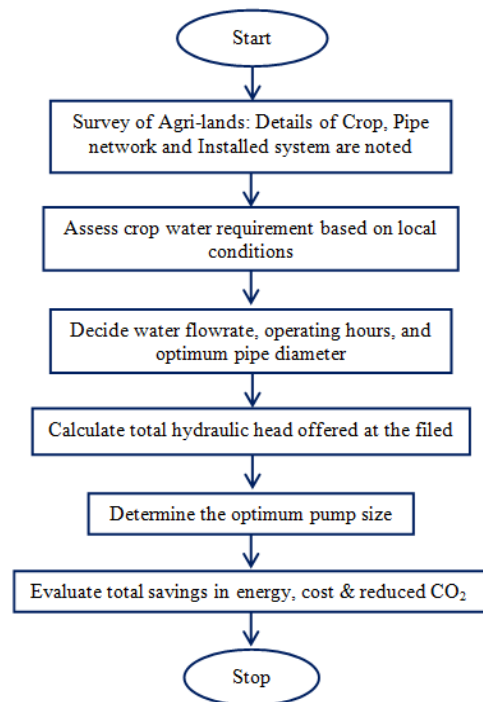 Start
Survey of Agri-lands: Details of Crop, Pipe
network and Installed system are noted
Assess crop water requirement based on local
conditions
Decide water flowrate, operating hours, and
optimum pipe diameter
Calculate total hydraulic head offered at the filed
Determine the optimum pump size
Evaluate total savings in energy, cost & reduced CO₂
Stop